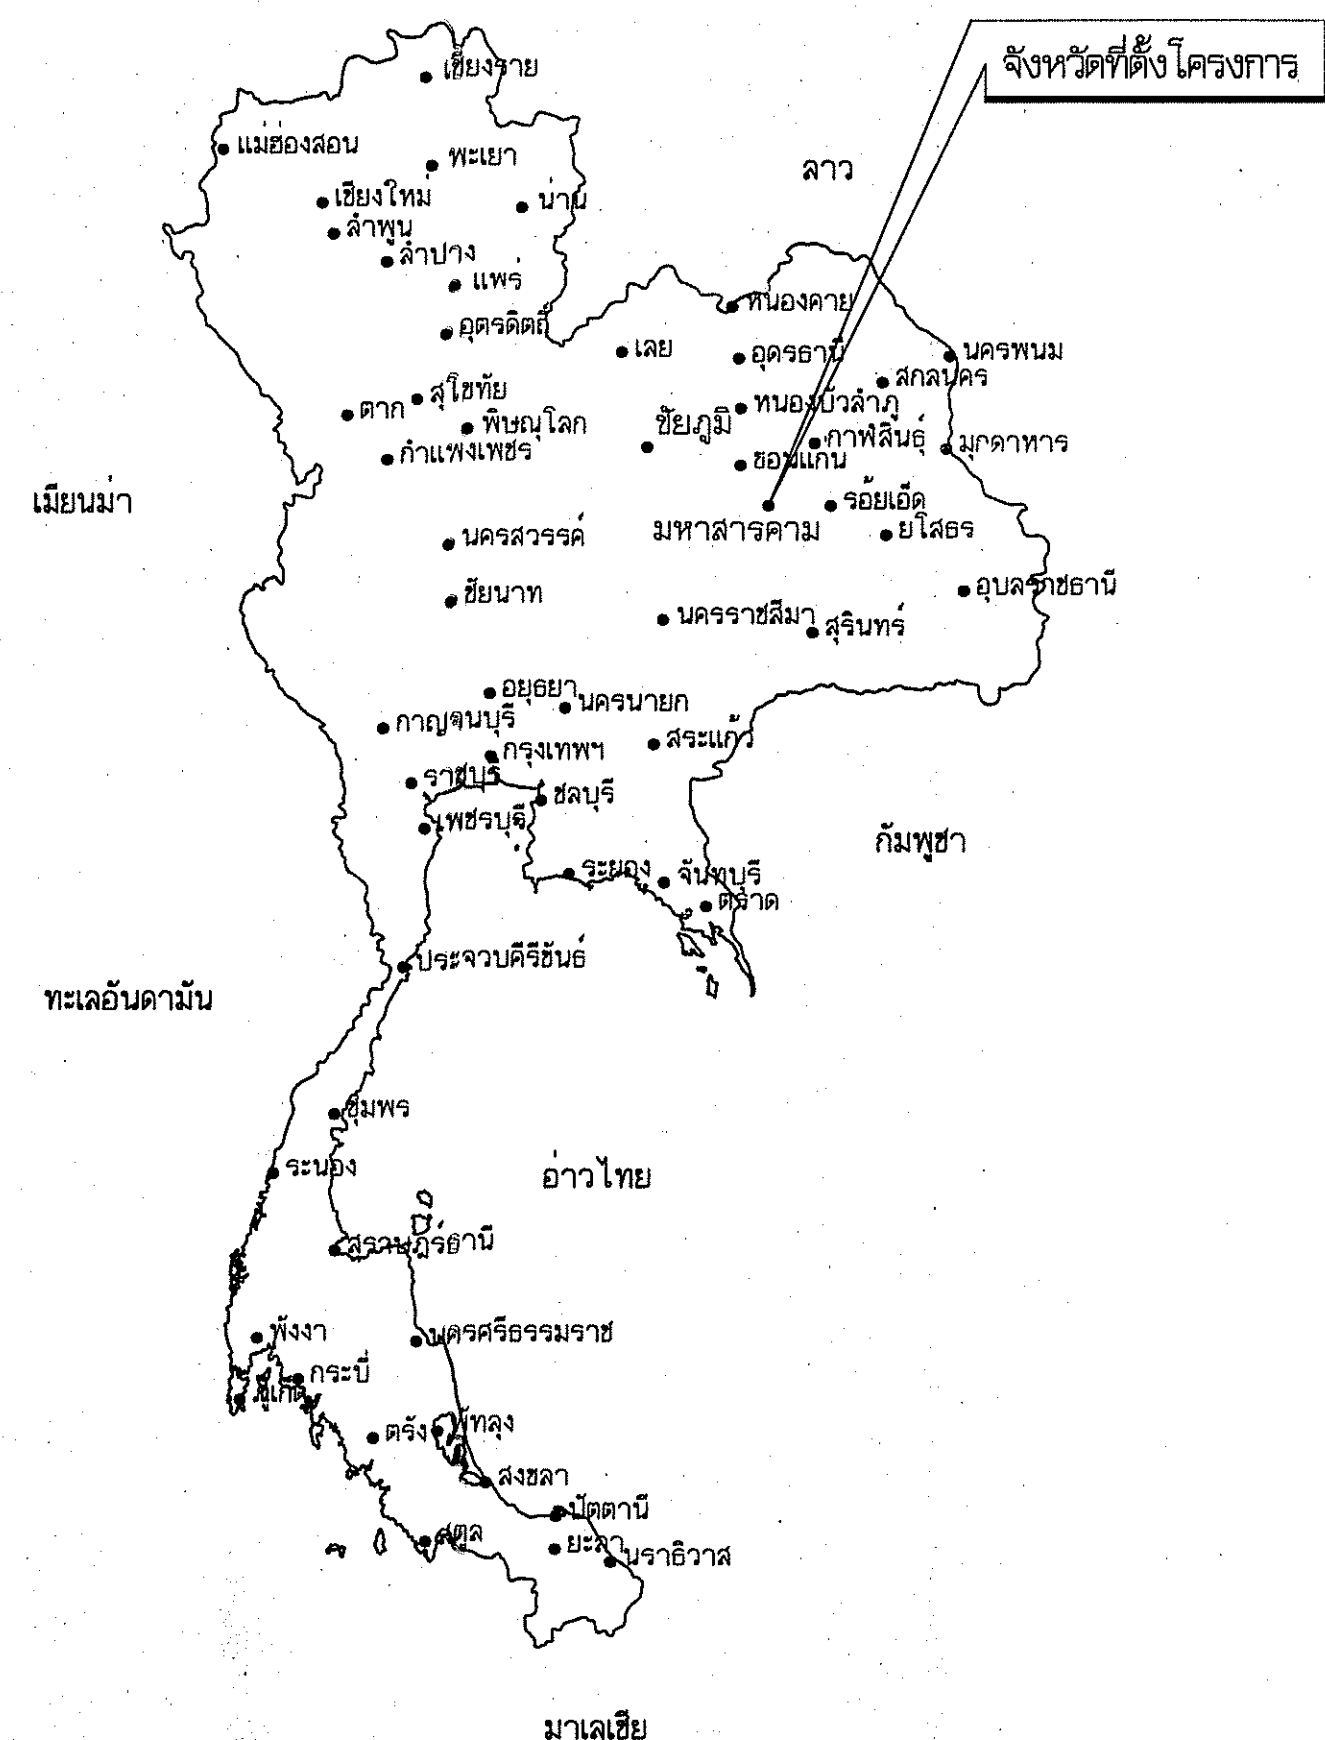 จังหวัดที่ตั้งโครงการ
เชียงราย
แม่ฮ่องสอน
พะเยา
ลาว
เชียงใหม่
น่าน
ลำพูน
ลำปาง
แพร่
หนองคาย
อุตรดิตถ์
เลย
อุดรธานี
นครพนม
สกลนคร
สุโขทัย
ตาก
หนองบัวลำภู
พิษณุโลก
ชัยภูมิ
กาฬสินธุ์
มุกดาหาร
กำแพงเพชร
ขอนแก่น
เมียนม่า
ร้อยเอ็ด
มหาสารคาม
ยโสธร
นครสวรรค์
อุบลราชธานี
ชัยนาท
นครราชสีมา
สุรินทร์
อยุธยา
นครนายก
กาญจนบุรี
สระแก้ว
กรุงเทพฯ
ราชบุรี
ชลบุรี
เพชรบุรี
กัมพูชา
ระยอง
จันทบุรี
ตราด
ประจวบคีรีขันธ์
ทะเลอันดามัน
ชุมพร
ระนอง
อ่าวไทย
สุราษฎร์ธานี
พังงา
นครศรีธรรมราช
กระบี่
ภูเก็ต
ตรัง
พัทลุง
สงขลา
ปัตตานี
สตูล
ยะลา
นราธิวาส
มาเลเซีย